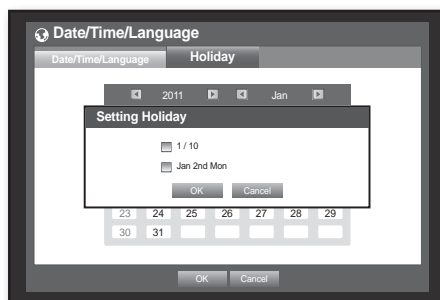 Date/Time/Language
Date/Time/Language Holiday
2011 Jan
Setting Holiday
1 / 10
Jan 2nd Mon
OK Cancel
23 24 25 26 27 28 29
30 31
OK Cancel